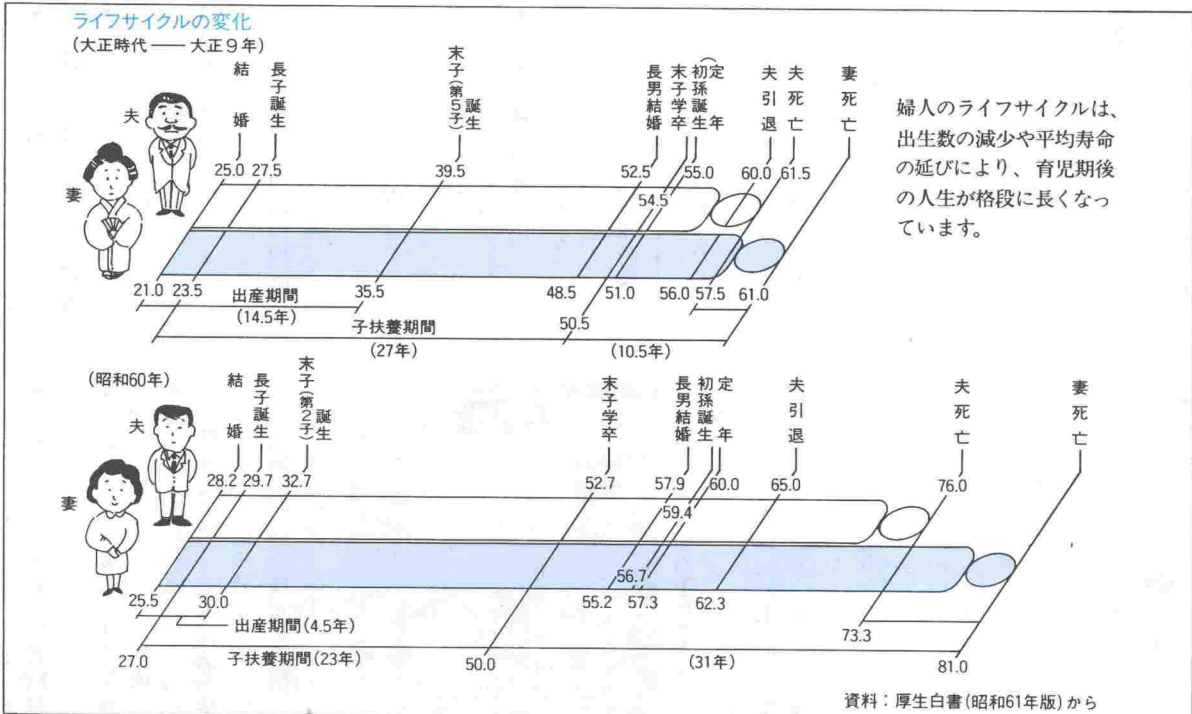 ライフサイクルの変化
(大正時代 —— 大正9年)
夫
妻
結婚
長子誕生
末子(第5子)誕生
長男結婚
末子学卒
初孫誕生
(定年
夫引退
夫死亡
妻死亡
25.0
27.5
39.5
52.5
54.5
55.0
60.0
61.5
21.0
23.5
35.5
48.5
51.0
56.0
57.5
61.0
出産期間
(14.5年)
50.5
子扶養期間
(27年)
(10.5年)
婦人のライフサイクルは、
出生数の減少や平均寿命
の延びにより、育児期後
の人生が格段に長くなっ
ています。
(昭和60年)
夫
妻
結婚
長子誕生
末子(第2子)誕生
末子学卒
長男結婚
初孫誕生
定年
夫引退
夫死亡
妻死亡
28.2
29.7
32.7
52.7
57.9
59.4
60.0
65.0
76.0
25.5
30.0
55.2
56.7
57.3
62.3
73.3
出産期間(4.5年)
27.0
子扶養期間(23年)
50.0
(31年)
81.0
資料：厚生白書(昭和61年版)から